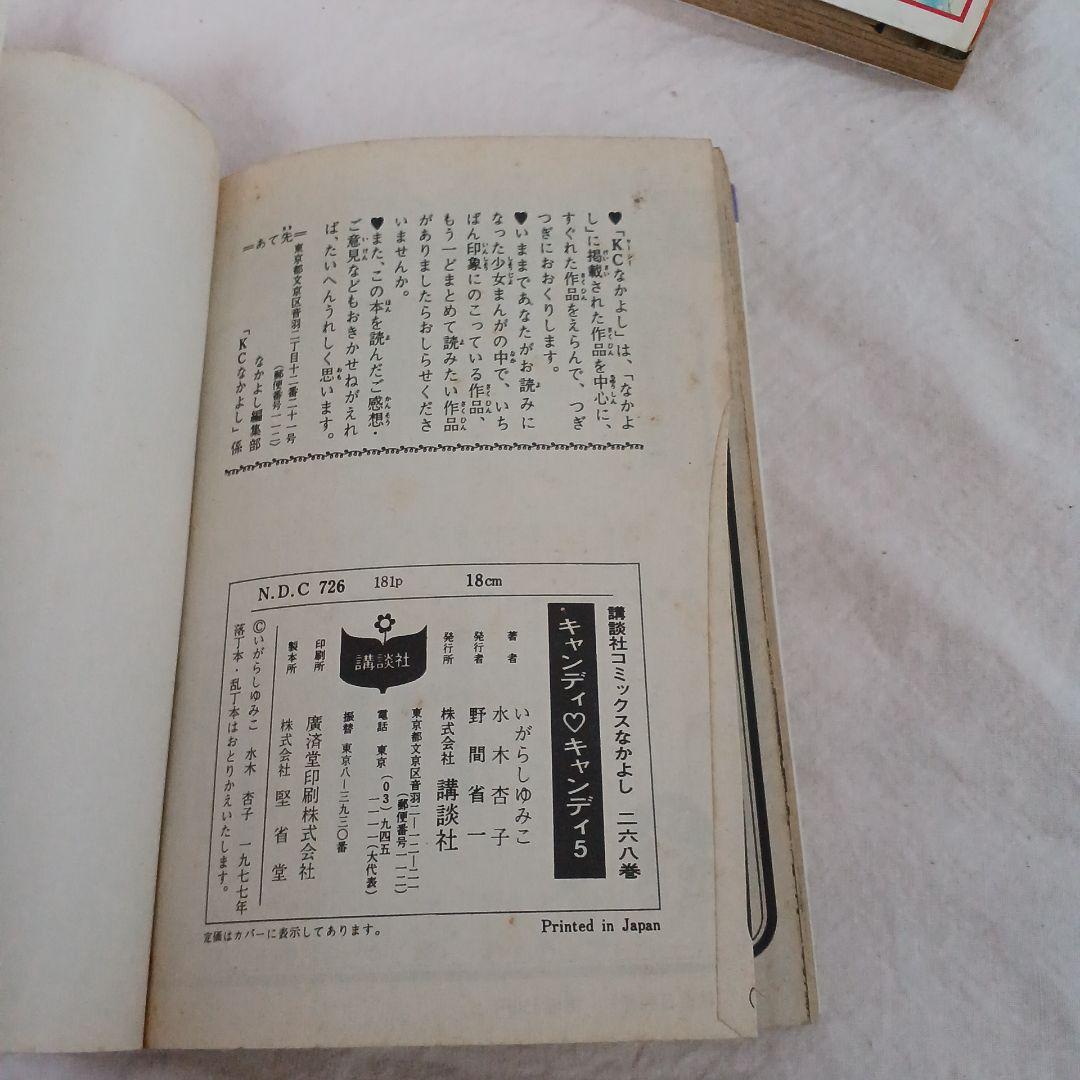 ♥「KCなかよし」は、「なかよ
し」に掲載された作品を中心に、
すぐれた作品をえらんで、つぎ
つぎにおおくりします。
♥いままであなたがお読みに
なった少女まんがの中で、いち
ばん印象にのこっている作品、
もう一どまとめて読みたい作品
がありましたらおしらせくださ
いませんか。
♥また、この本を読んだご感想・
ご意見などもおきかせねがえれ
ば、たいへんうれしく思います。
=あて先=
東京都文京区音羽二丁目十二番二十一号
(郵便番号一一二)
なかよし編集部
「KCなかよし」係
N.D.C 726 181p 18cm
講談社コミックスなかよし 二六八巻
キャンディ♡キャンディ5
著者 いがらしゆみこ
水木杏子
発行者 野間省一
発行所 株式会社 講談社
東京都文京区音羽二—一二—二一
(郵便番号一一二)
電話 東京(03)九四五
一一一一(大代表)
振替 東京八—三九三〇番
講談社
印刷所 廣済堂印刷株式会社
製本所 株式会社 堅省堂
©いがらしゆみこ 水木杏子 一九七七年
落丁本・乱丁本はおとりかえいたします。
定価はカバーに表示してあります。
Printed in Japan